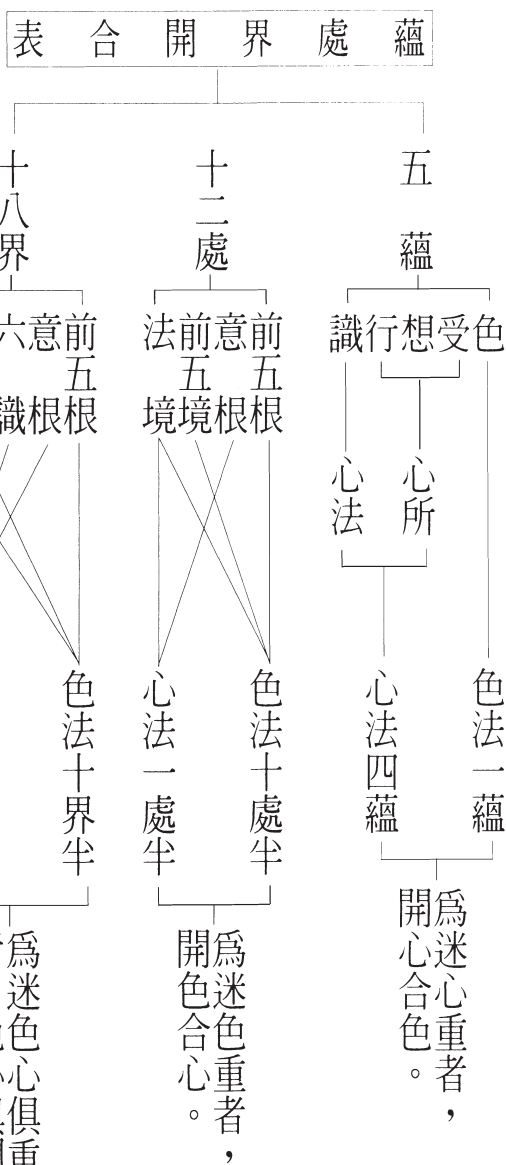 蘊處界開合表
五蘊
色
受
想
行
識
心所
心法
色法一蘊
心法四蘊
爲迷心重者，
開心合色。
十二處
前五根
意根
前五境
法境
色法十處半
心法一處半
爲迷色重者，
開色合心。
十八界
前五根
意根
六識
色法十界半
爲迷色心俱重